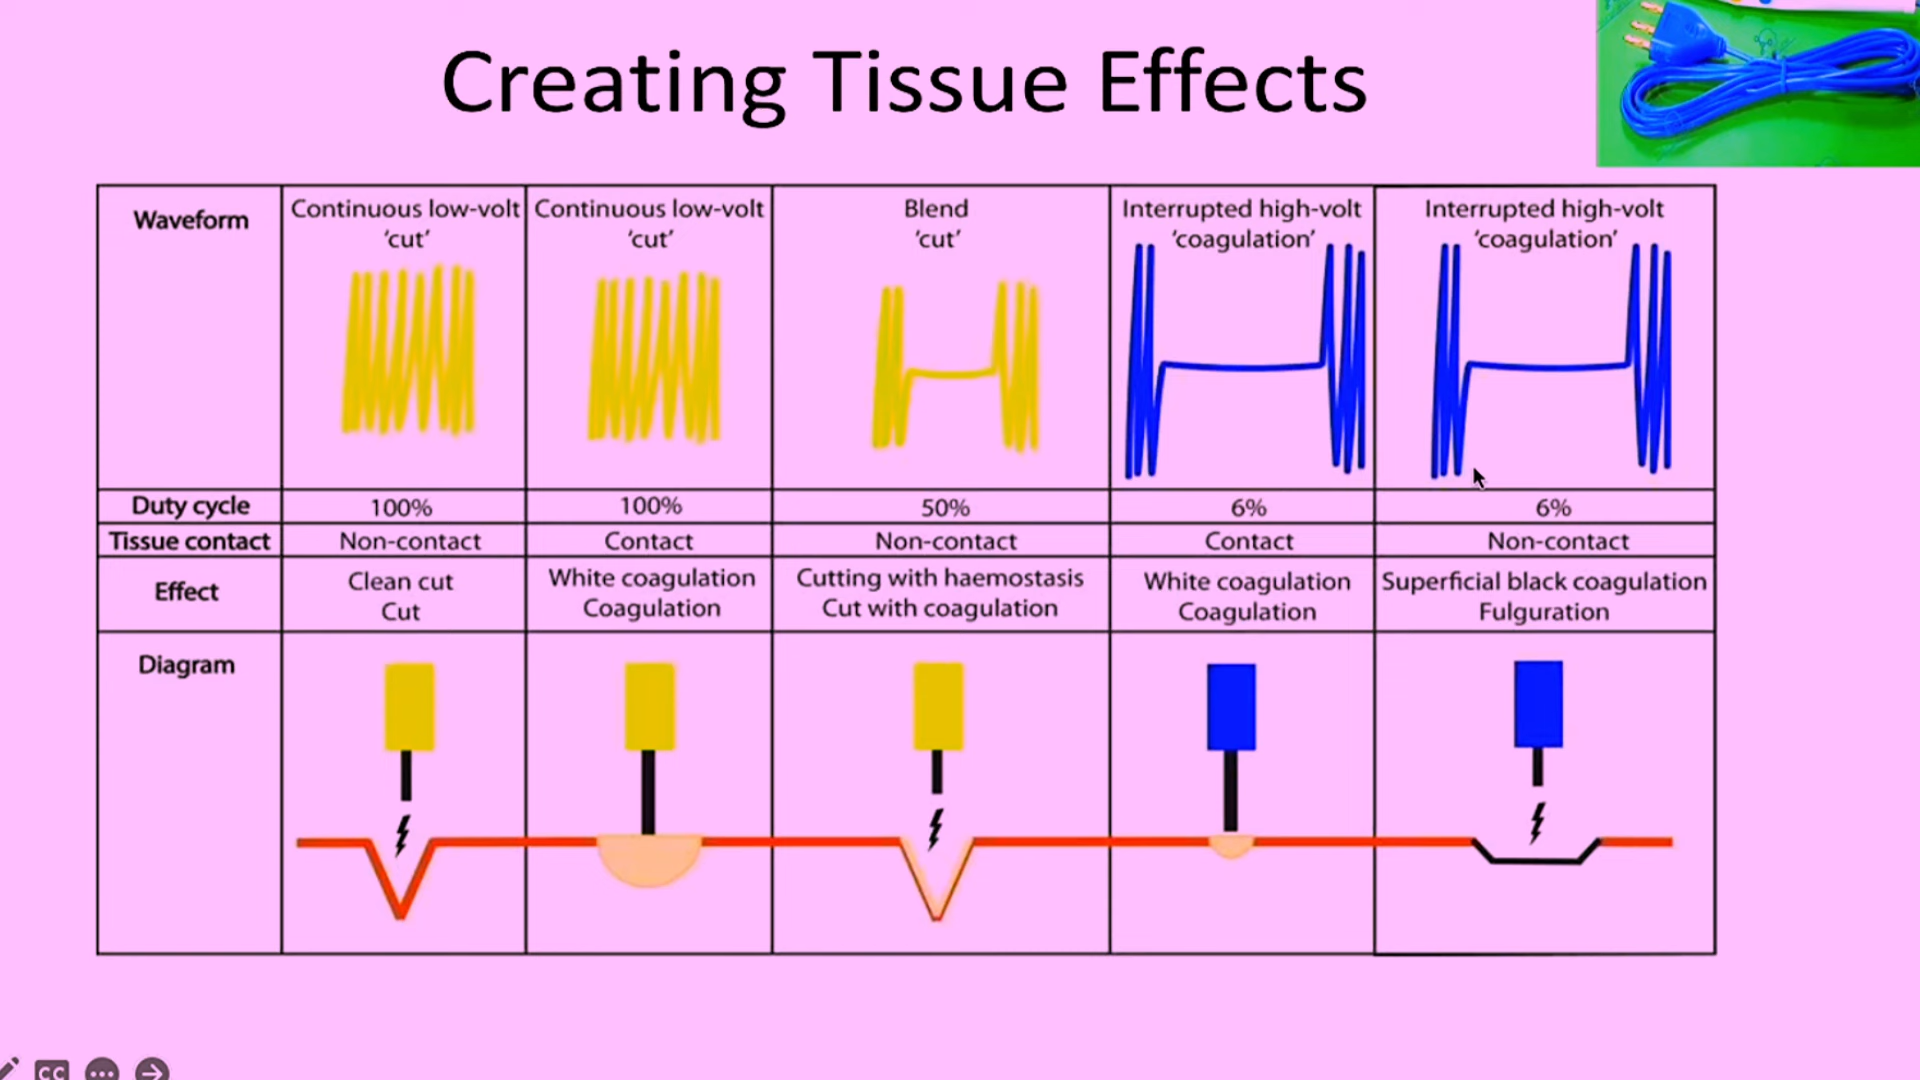 Creating Tissue Effects
Waveform
Continuous low-volt
'cut'
Continuous low-volt
'cut'
Blend
'cut'
Interrupted high-volt
'coagulation'
Interrupted high-volt
'coagulation'
Duty cycle
100%
100%
50%
6%
6%
Tissue contact
Non-contact
Contact
Non-contact
Contact
Non-contact
Effect
Clean cut
Cut
White coagulation
Coagulation
Cutting with haemostasis
Cut with coagulation
White coagulation
Coagulation
Superficial black coagulation
Fulguration
Diagram
CC